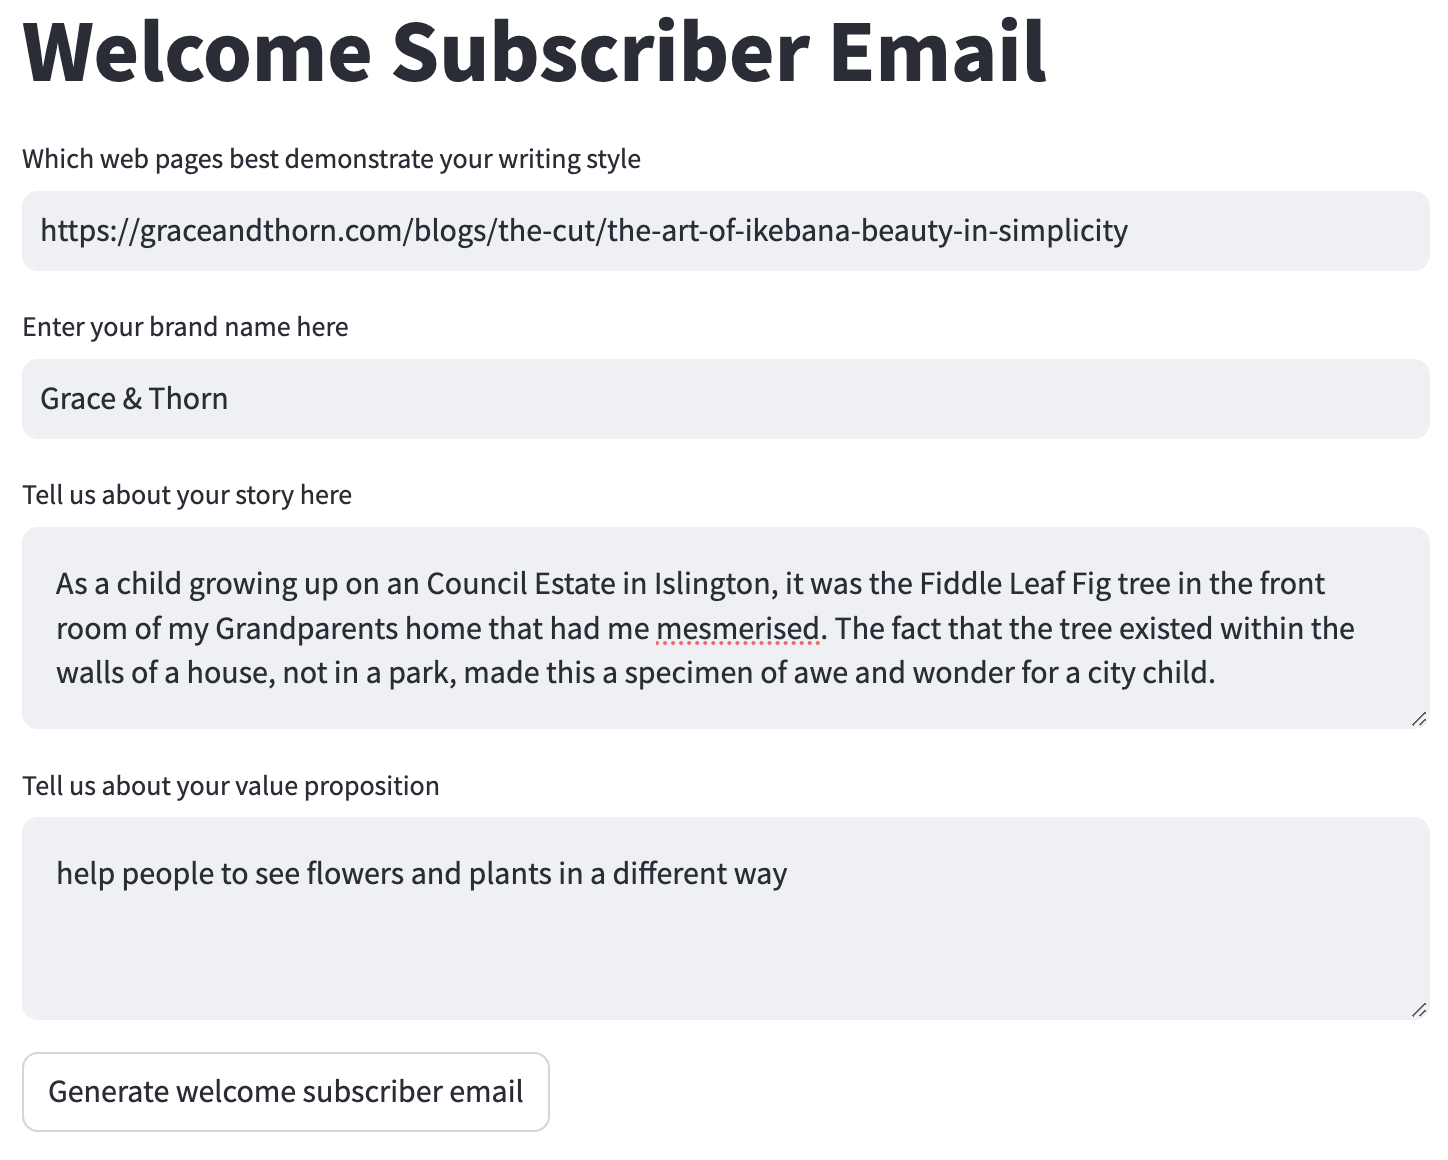 Welcome Subscriber Email
Which web pages best demonstrate your writing style
https://graceandthorn.com/blogs/the-cut/the-art-of-ikebana-beauty-in-simplicity
Enter your brand name here
Grace & Thorn
Tell us about your story here
As a child growing up on an Council Estate in Islington, it was the Fiddle Leaf Fig tree in the front
room of my Grandparents home that had me mesmerised. The fact that the tree existed within the
walls of a house, not in a park, made this a specimen of awe and wonder for a city child.
Tell us about your value proposition
help people to see flowers and plants in a different way
Generate welcome subscriber email